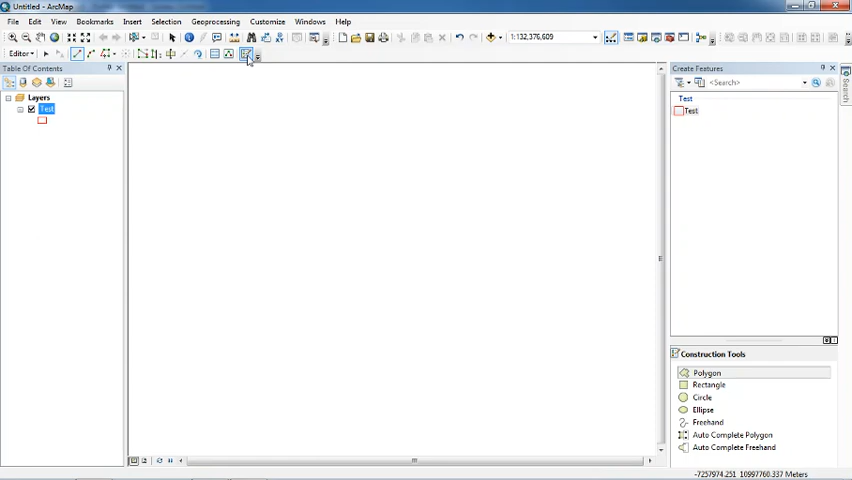 Untitled - ArcMap
File Edit View Bookmarks Insert Selection Geoprocessing Customize Windows Help
1:132,376,609
Editor
Table Of Contents
Layers
Test
Create Features
<Search>
Test
Test
Search
Construction Tools
Polygon
Rectangle
Circle
Ellipse
Freehand
Auto Complete Polygon
Auto Complete Freehand
-7257974.251 10997760.337 Meters